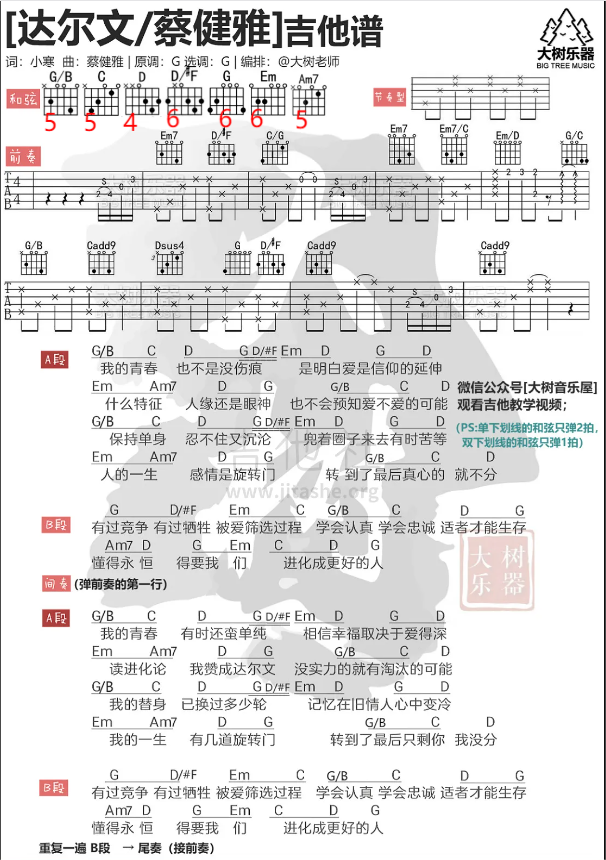 [达尔文/蔡健雅]吉他谱
大树乐器
BIG TREE MUSIC
词：小寒 曲：蔡健雅 | 原调：G 选调：G | 编排：@大树老师
和弦 G/B C D D/#F G Em Am7 节奏型
5 5 4 6 6 6 5
前奏 Em7 D/#F C/G Em7 Em7/C Em/D G/C
G/B Cadd9 Dsus4 G D/#F Cadd9 Cadd9
A段
G/B C D G D/#F Em D G D
我的青春 也不是没伤痕 是明白爱是信仰的延伸
Em Am7 D G G/B C D
什么特征 人缘还是眼神 也不会预知爱不爱的可能
微信公众号[大树音乐屋]
观看吉他教学视频；
G/B C D G D/#F Em D G D
保持单身 忍不住又沉沦 兜着圈子来去有时苦等
(PS:单下划线的和弦只弹2拍，
双下划线的和弦只弹1拍)
Em Am7 D G G/B C D
人的一生 感情是旋转门 转到了最后真心的 就不分
吉他社
www.jitashe.org
B段
G D/#F Em C G/B C D G
有过竞争 有过牺牲 被爱筛选过程 学会认真 学会忠诚 适者才能生存
Am7 D G Em C D G
懂得永恒 得要我们 进化成更好的人
大树乐器
间奏 (弹前奏的第一行)
A段
G/B C D G D/#F Em D G D
我的青春 有时还蛮单纯 相信幸福取决于爱得深
Em Am7 D G G/B C D
读进化论 我赞成达尔文 没实力的就有淘汰的可能
G/B C D G D/#F Em D G D
我的替身 已换过多少轮 记忆在旧情人心中变冷
Em Am7 D G G/B C D
我的一生 有几道旋转门 转到了最后只剩你 我没分
B段
G D/#F Em C G/B C D G
有过竞争 有过牺牲 被爱筛选过程 学会认真 学会忠诚 适者才能生存
Am7 D G Em C D G
懂得永恒 得要我们 进化成更好的人
重复一遍 B段 → 尾奏（接前奏）